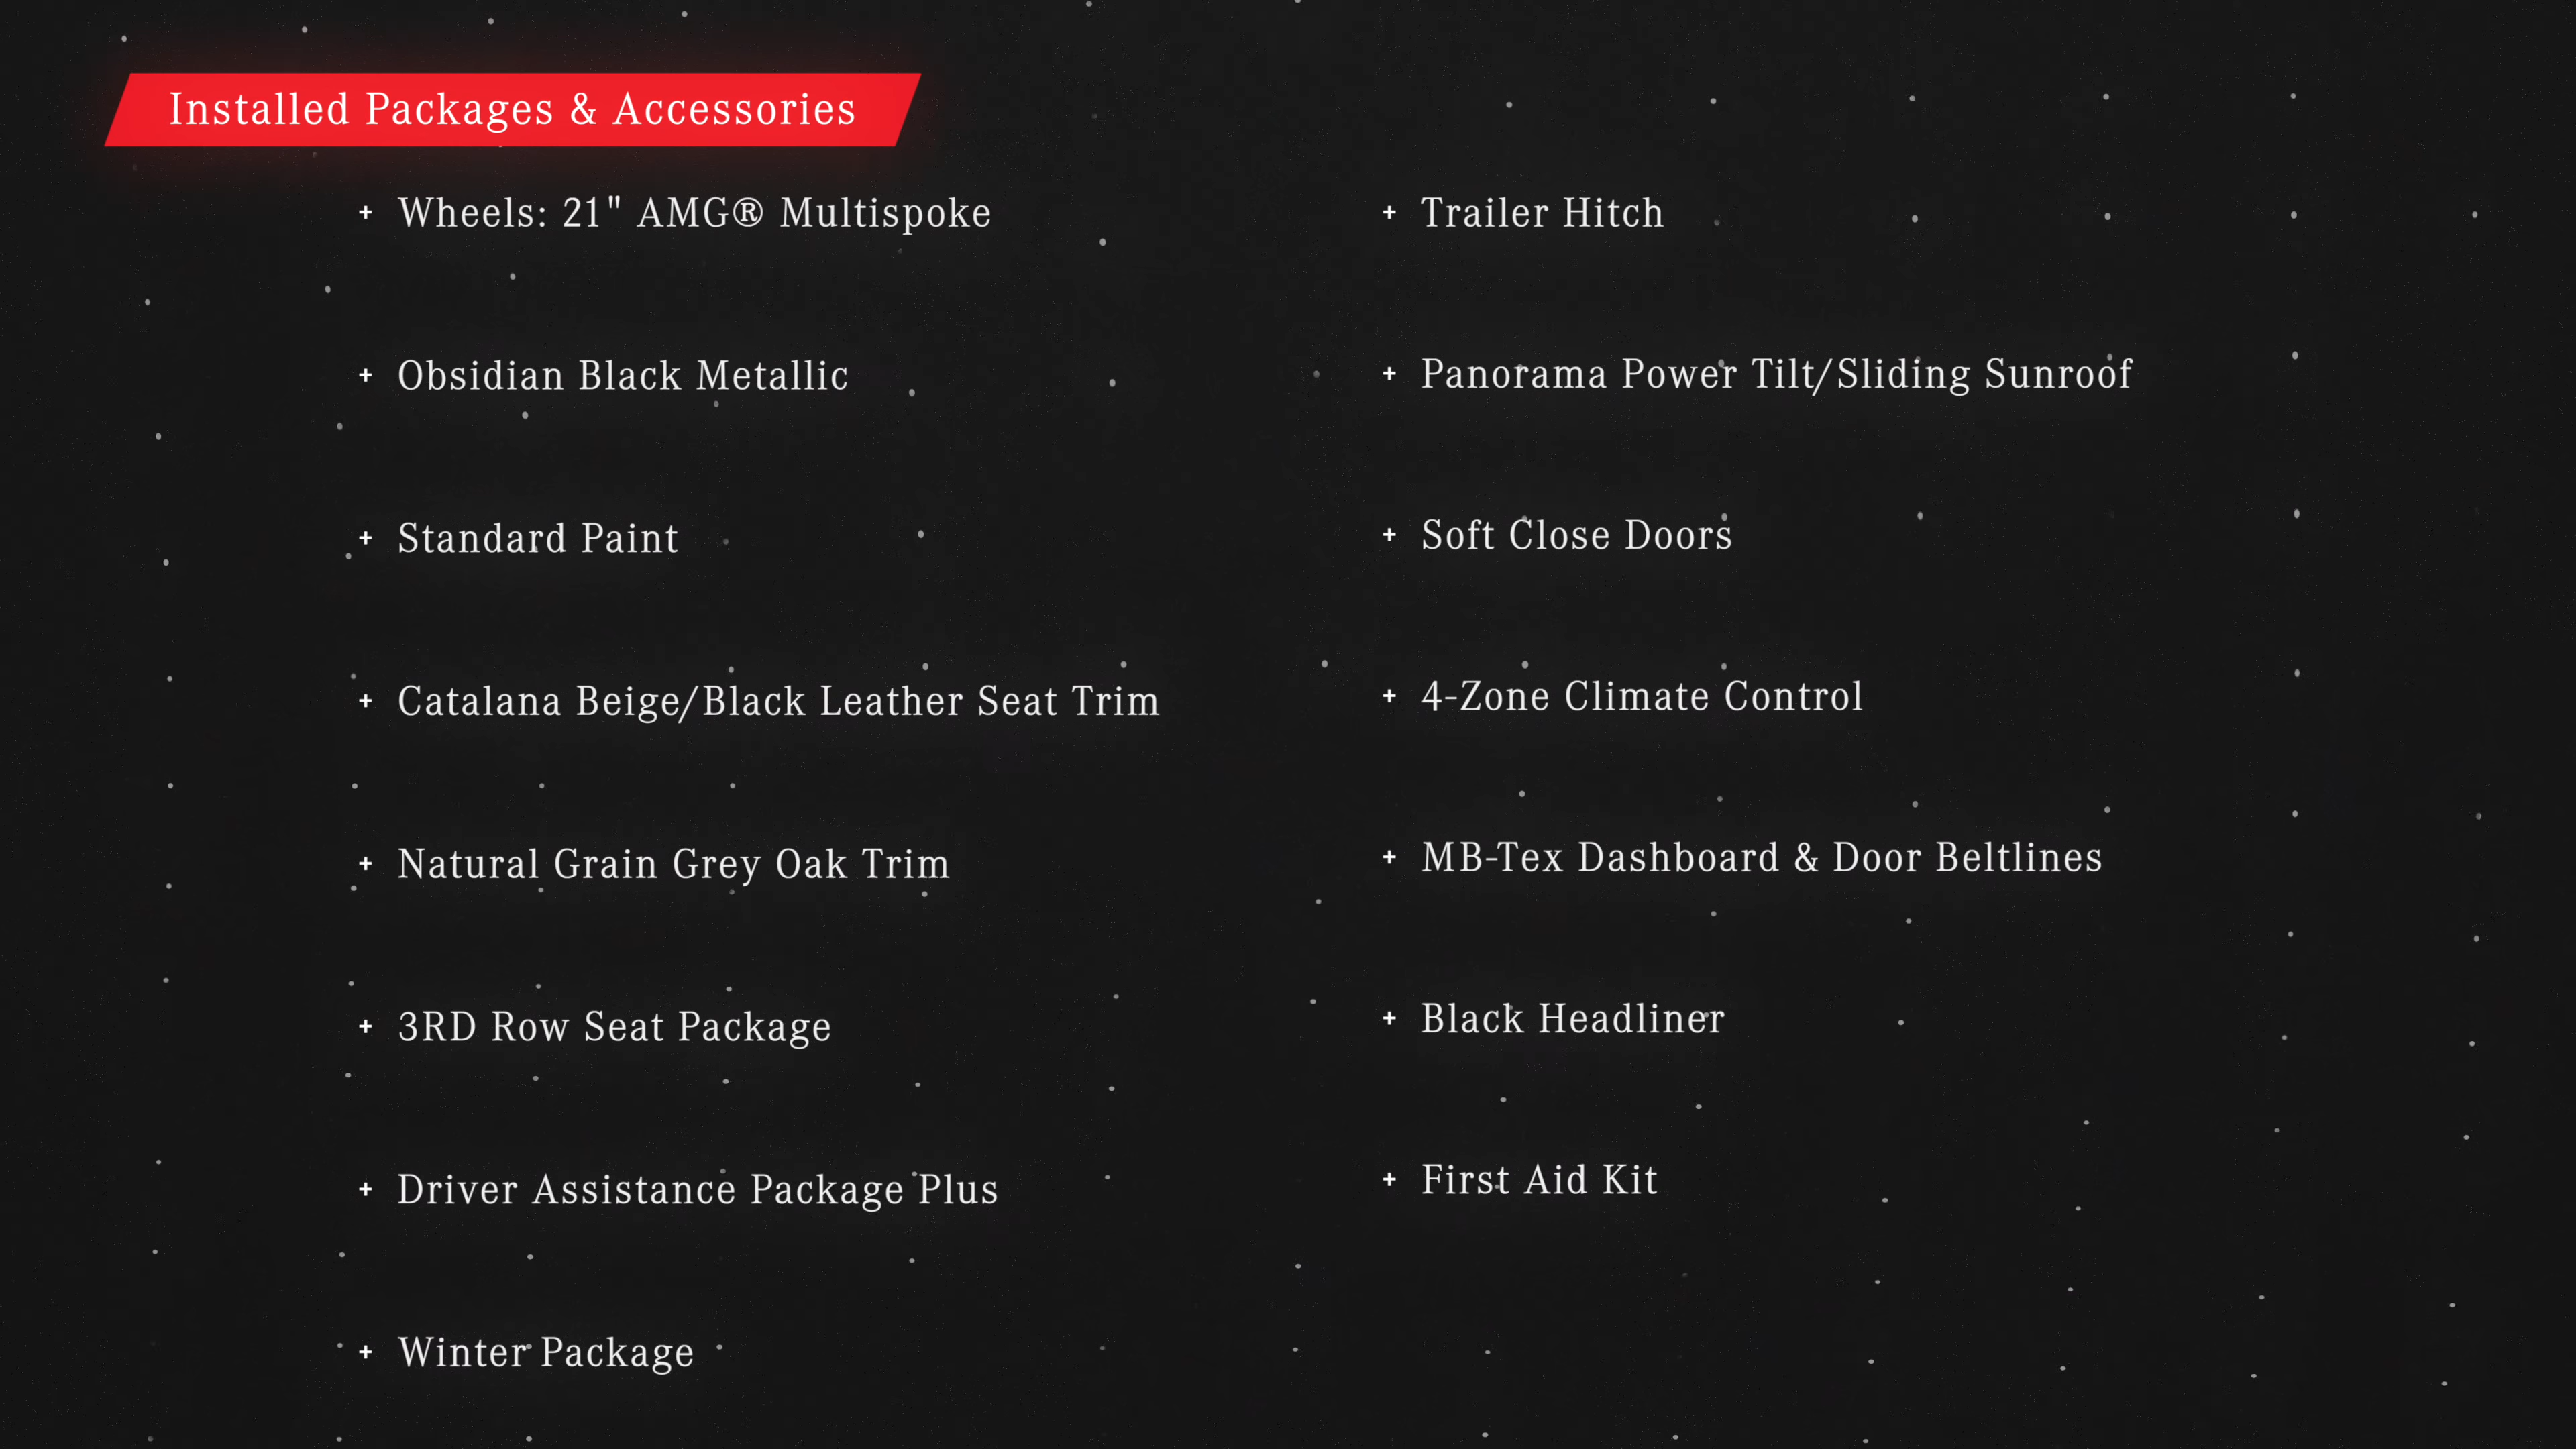 Installed Packages & Accessories
+ Wheels: 21" AMG® Multispoke
+ Obsidian Black Metallic
+ Standard Paint
+ Catalana Beige/Black Leather Seat Trim
+ Natural Grain Grey Oak Trim
+ 3RD Row Seat Package
+ Driver Assistance Package Plus
+ Winter Package
+ Trailer Hitch
+ Panorama Power Tilt/Sliding Sunroof
+ Soft Close Doors
+ 4-Zone Climate Control
+ MB-Tex Dashboard & Door Beltlines
+ Black Headliner
+ First Aid Kit